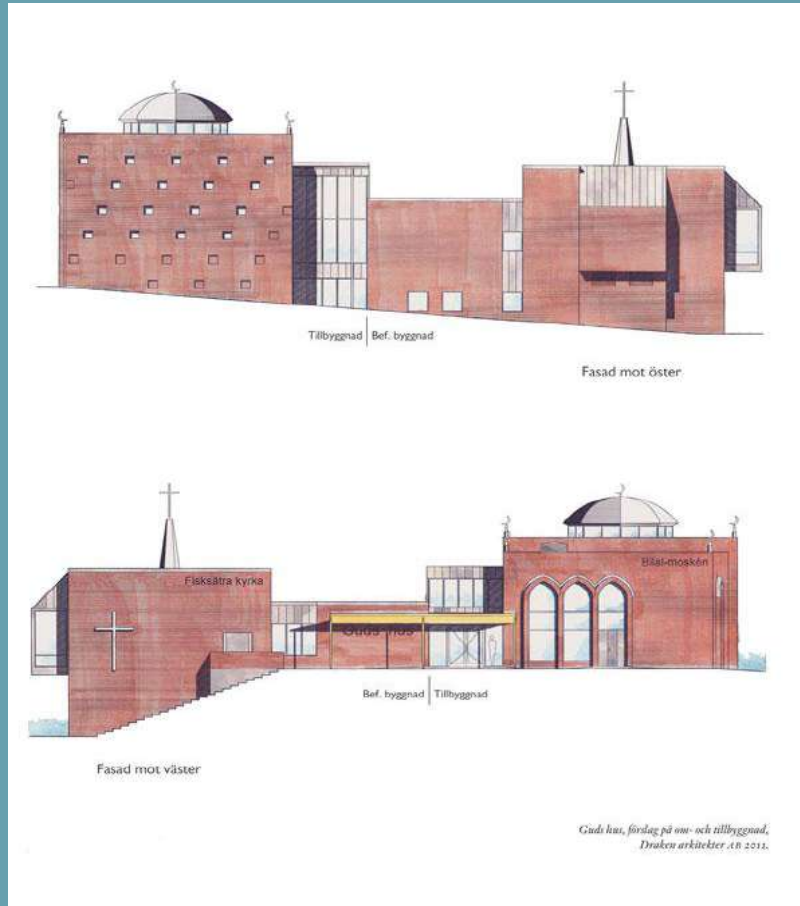 Tillbyggnad Bef. byggnad
Fasad mot öster
Fisksätra kyrka
Bilal-moskén
Guds hus
Bef. byggnad Tillbyggnad
Fasad mot väster
Guds hus, förslag på om- och tillbyggnad,
Draken arkitekter AB 2011.